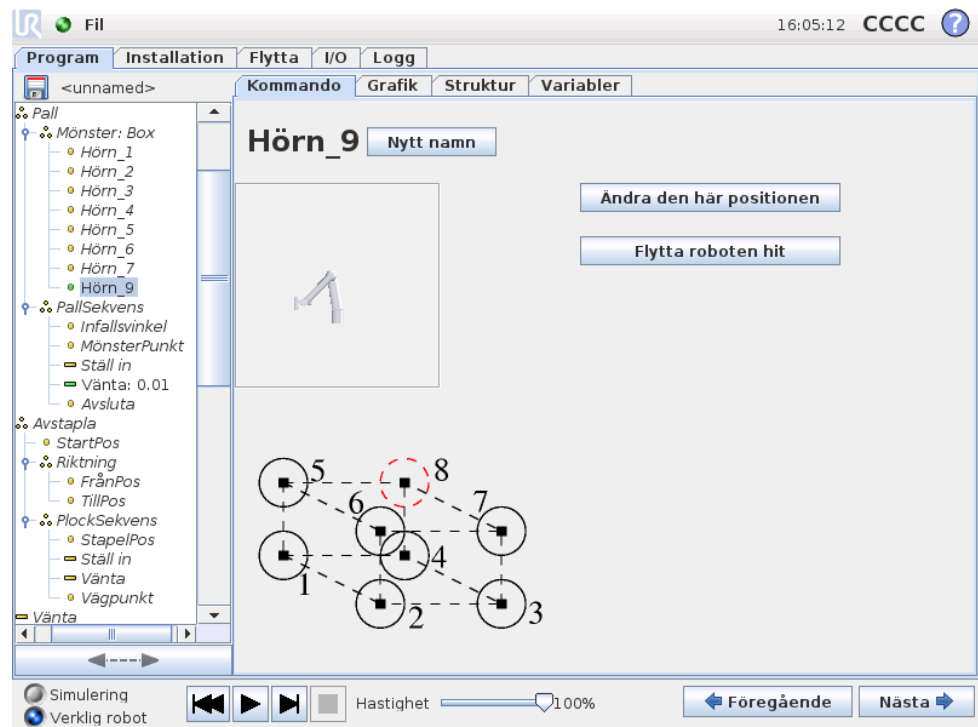 UR Fil 16:05:12 CCCC ?
Program Installation Flytta I/O Logg
<unnamed>
Kommando Grafik Struktur Variabler
Pall
Mönster: Box
Hörn_1
Hörn_2
Hörn_3
Hörn_4
Hörn_5
Hörn_6
Hörn_7
Hörn_9
PallSekvens
Infallsvinkel
MönsterPunkt
Ställ in
Vänta: 0.01
Avsluta
Avstapla
StartPos
Riktning
FrånPos
TillPos
PlockSekvens
StapelPos
Ställ in
Vänta
Vägpunkt
Vänta
Hörn_9 Nytt namn
Ändra den här positionen
Flytta roboten hit
5 8
6 7
1 4
2 3
Simulering
Verklig robot
Hastighet 100%
Föregående Nästa